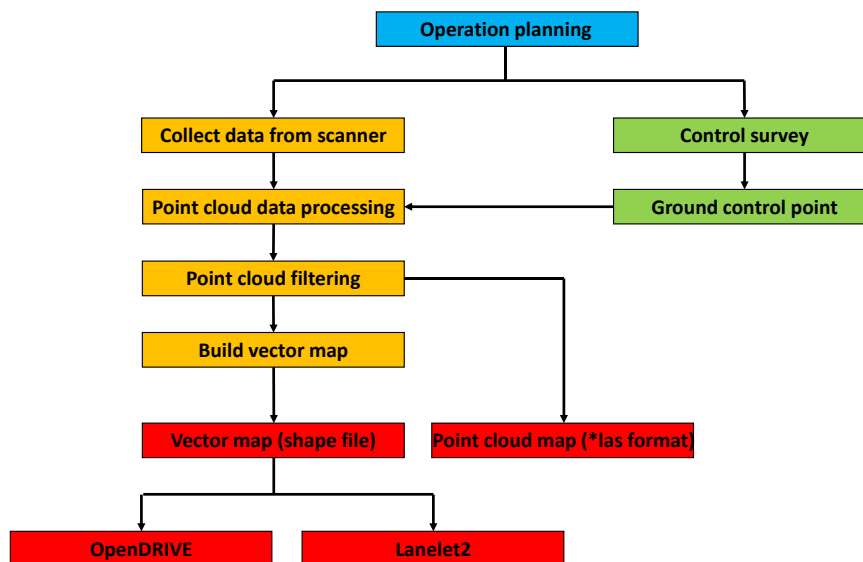 Operation planning
Collect data from scanner
Control survey
Point cloud data processing
Ground control point
Point cloud filtering
Build vector map
Vector map (shape file)
Point cloud map (*las format)
OpenDRIVE
Lanelet2